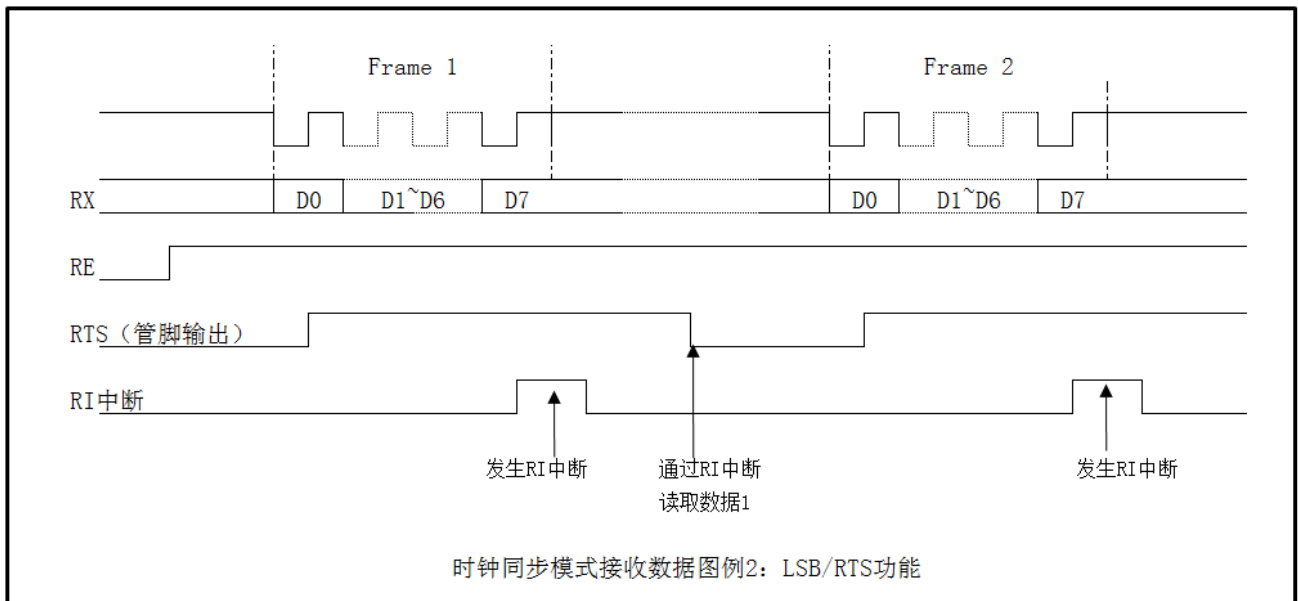 Frame 1
Frame 2
RX
D0
D1~D6
D7
D0
D1~D6
D7
RE
RTS（管脚输出）
RI中断
发生RI中断
通过RI中断
读取数据1
发生RI中断
时钟同步模式接收数据图例2: LSB/RTS功能